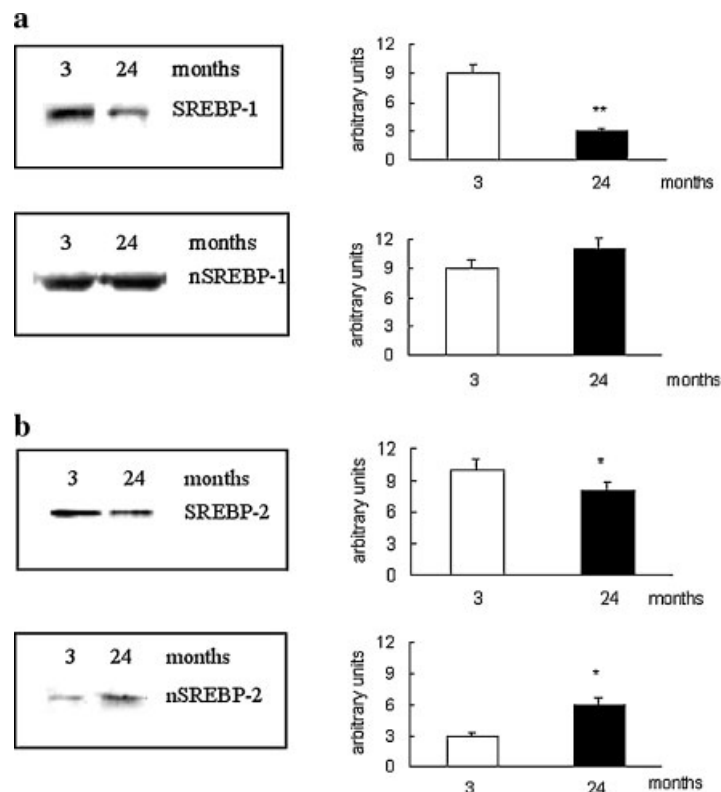 a
3 24 months
SREBP-1
arbitrary units
12
9
6
3
0
**
3 24 months
3 24 months
nSREBP-1
arbitrary units
12
9
6
3
0
3 24 months
b
3 24 months
SREBP-2
arbitrary units
12
9
6
3
0
*
3 24 months
3 24 months
nSREBP-2
arbitrary units
12
9
6
3
0
*
3 24 months